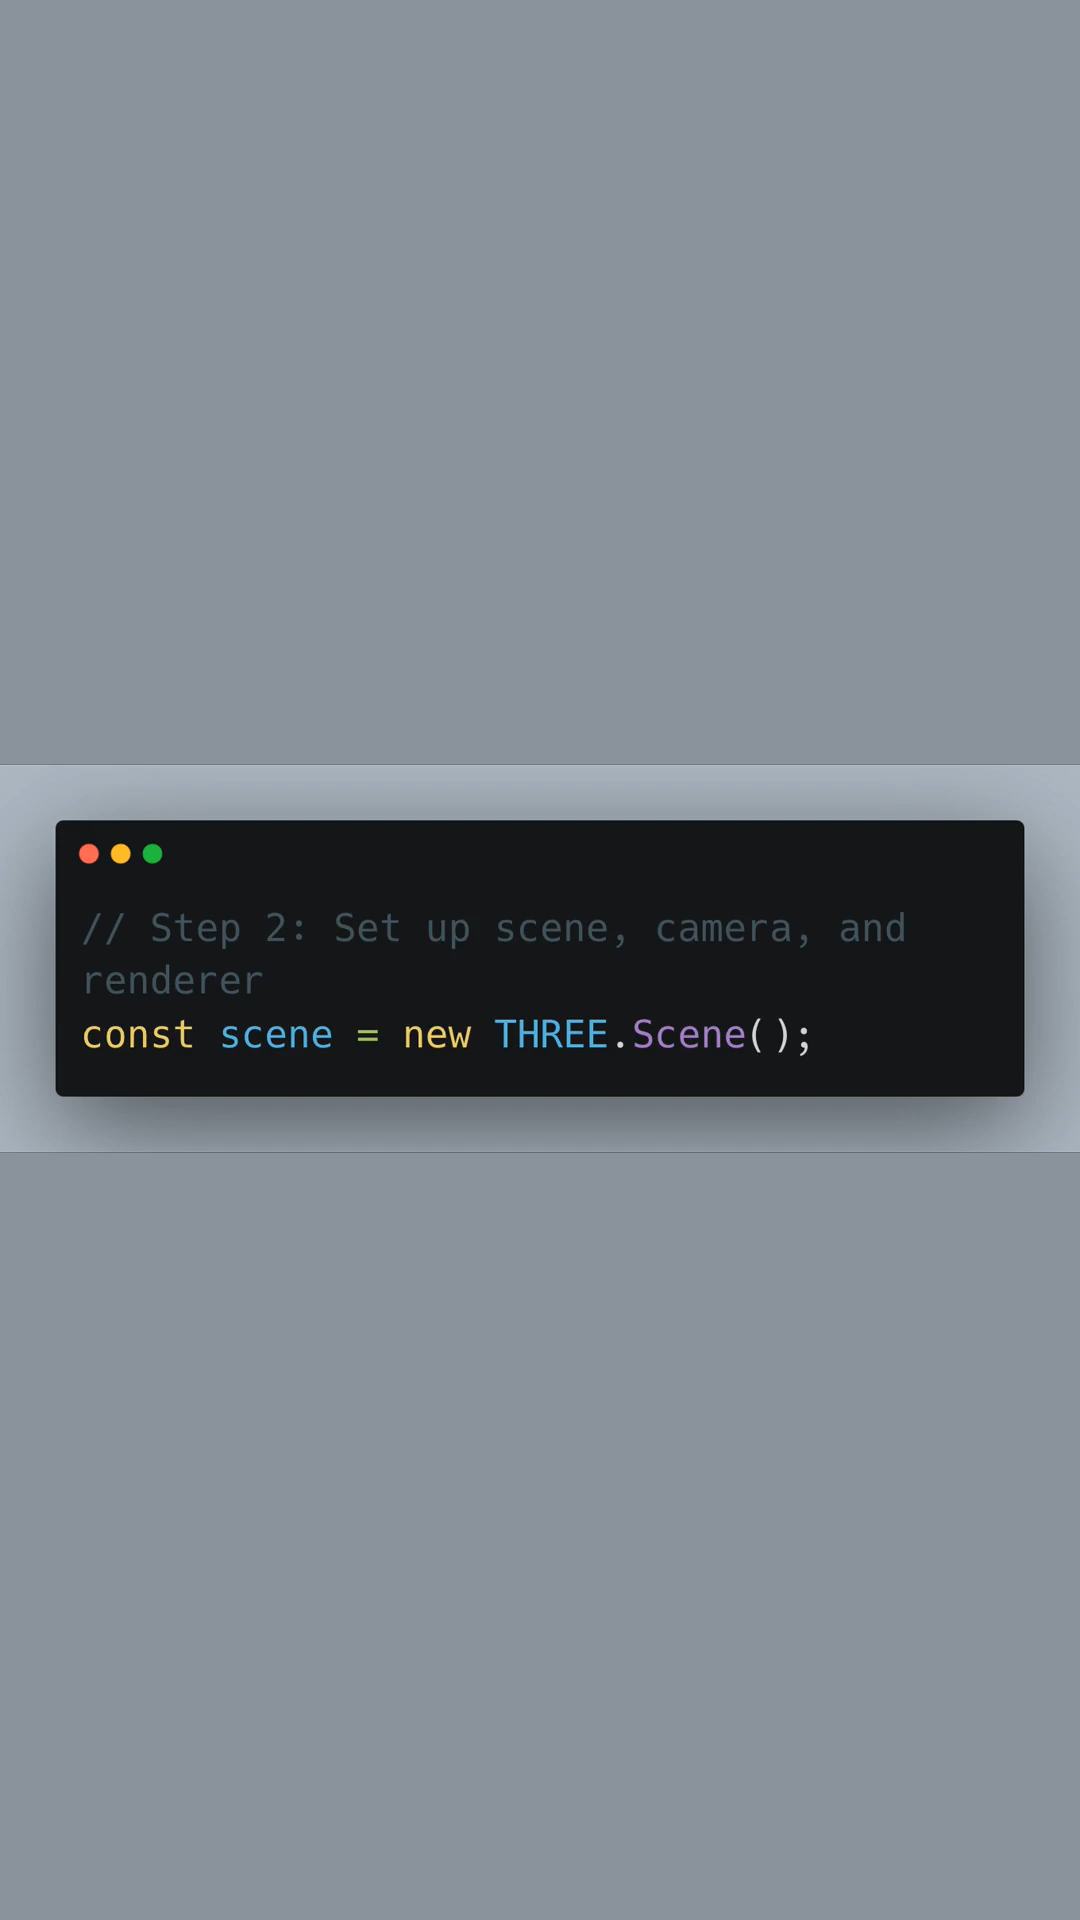 // Step 2: Set up scene, camera, and
renderer
const scene = new THREE.Scene();